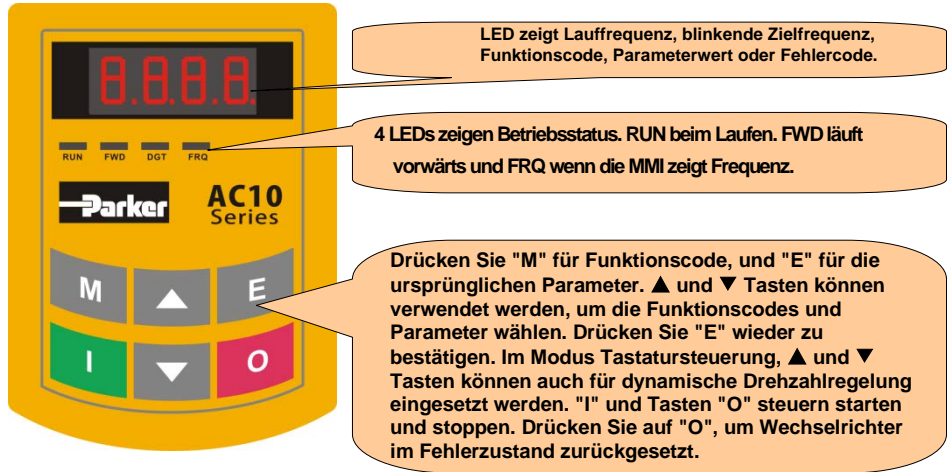 LED zeigt Lauffrequenz, blinkende Zielfrequenz,
Funktionscode, Parameterwert oder Fehlercode.
8.8.8.8.
4 LEDs zeigen Betriebsstatus. RUN beim Laufen. FWD läuft
vorwärts und FRQ wenn die MMI zeigt Frequenz.
RUN FWD DGT FRQ
Parker
AC10
Series
Drücken Sie "M" für Funktionscode, und "E" für die
ursprünglichen Parameter. ▲ und ▼ Tasten können
verwendet werden, um die Funktionscodes und
Parameter wählen. Drücken Sie "E" wieder zu
bestätigen. Im Modus Tastatursteuerung, ▲ und ▼
Tasten können auch für dynamische Drehzahlregelung
eingesetzt werden. "I" und Tasten "O" steuern starten
und stoppen. Drücken Sie auf "O", um Wechselrichter
im Fehlerzustand zurückgesetzt.
M ▲ E
I ▼ O